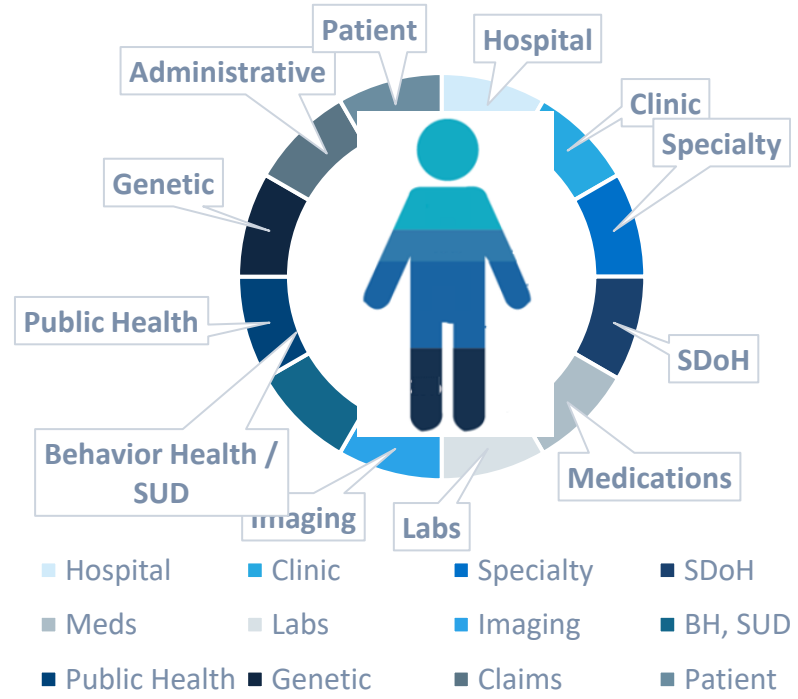 Patient
Hospital
Administrative
Clinic
Specialty
Genetic
Public Health
SDoH
Behavior Health /
SUD
Medications
Imaging
Labs
Hospital
Clinic
Specialty
SDoH
Meds
Labs
Imaging
BH, SUD
Public Health
Genetic
Claims
Patient